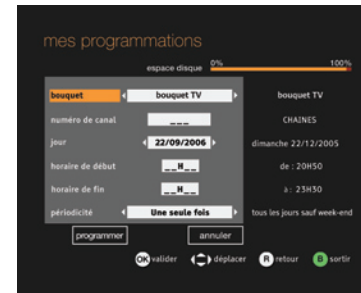 mes programmations
espace disque 0% 100%
bouquet bouquet TV bouquet TV
numéro de canal ___ CHAINES
jour 22/09/2006 dimanche 22/12/2005
horaire de début __H__ de : 20H50
horaire de fin __H__ à : 23H30
périodicité Une seule fois tous les jours sauf week-end
programmer annuler
OK valider déplacer R retour B sortir